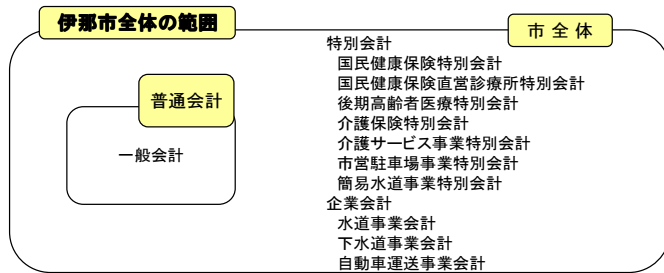 伊那市全体の範囲
市全体
普通会計
一般会計
特別会計
国民健康保険特別会計
国民健康保険直営診療所特別会計
後期高齢者医療特別会計
介護保険特別会計
介護サービス事業特別会計
市営駐車場事業特別会計
簡易水道事業特別会計
企業会計
水道事業会計
下水道事業会計
自動車運送事業会計